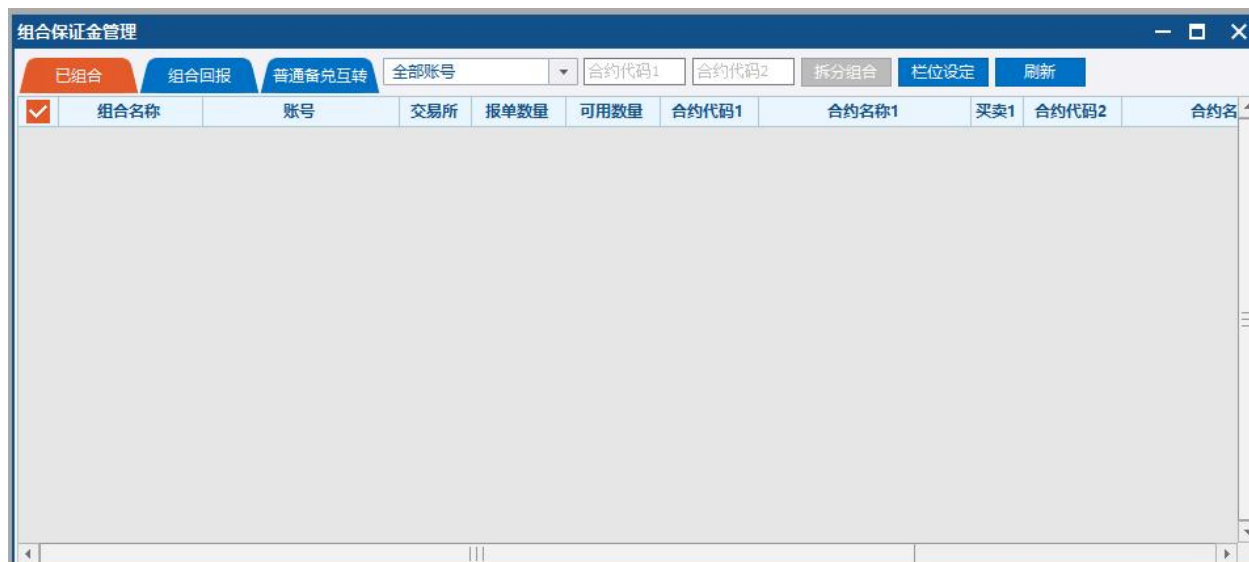 组合保证金管理
已组合 组合回报 普通备兑互转 全部账号 合约代码1 合约代码2 拆分组合 栏位设定 刷新
组合名称 账号 交易所 报单数量 可用数量 合约代码1 合约名称1 买卖1 合约代码2 合约名